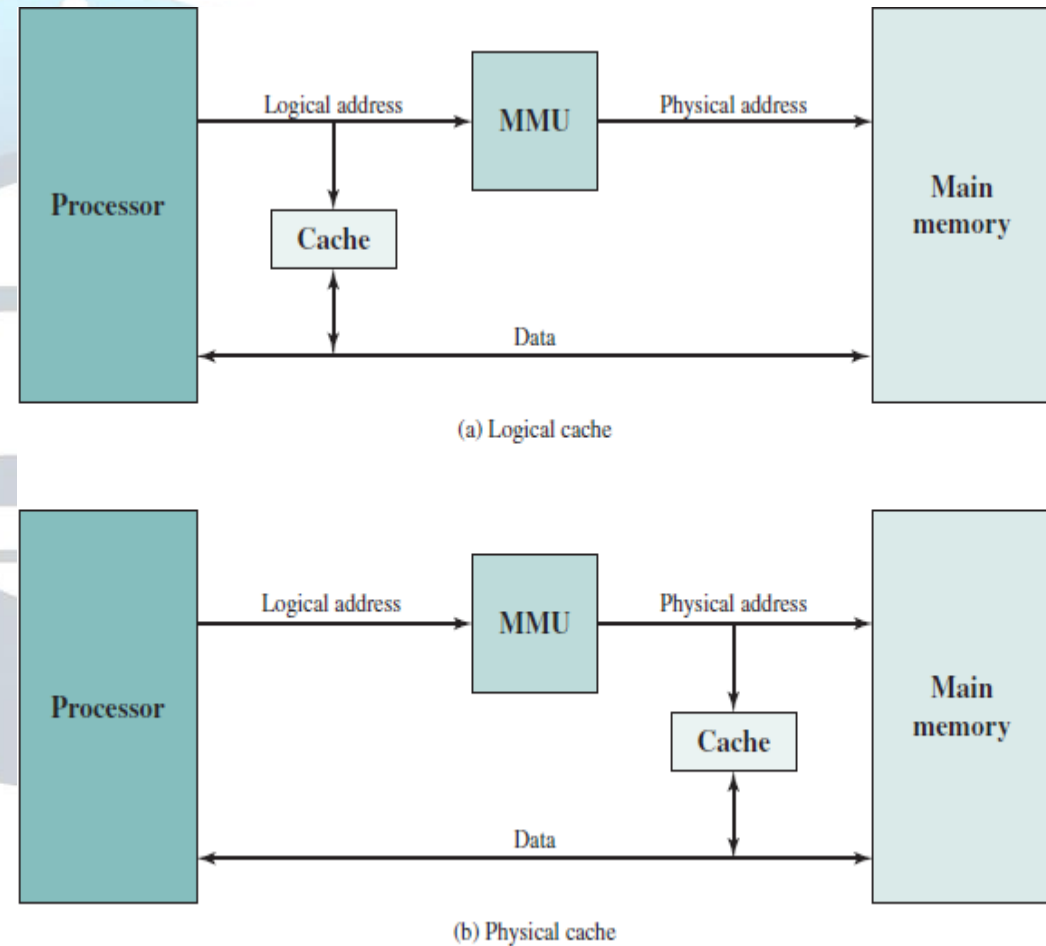 Logical address
MMU
Physical address
Processor
Cache
Main
memory
Data
(a) Logical cache
Logical address
MMU
Physical address
Processor
Cache
Main
memory
Data
(b) Physical cache